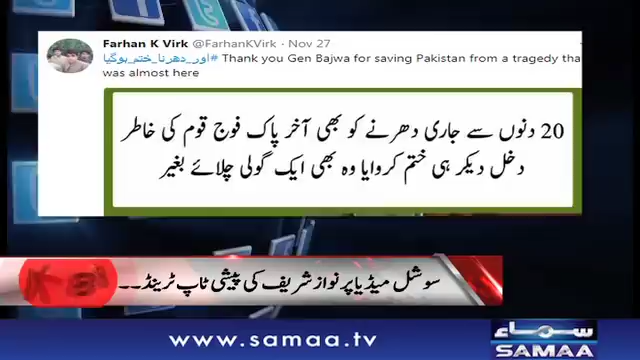 Farhan K Virk @FarhanKVirk · Nov 27
#اور_دھرنا_ختم_ہوگیا Thank you Gen Bajwa for saving Pakistan from a tragedy tha
was almost here
20 دنوں سے جاری دھرنے کو بھی آخر پاک فوج قوم کی خاطر
دخل دیکر ہی ختم کروایا وہ بھی ایک گولی چلائے بغیر
سوشل میڈیا پر نواز شریف کی پیشی ٹاپ ٹرینڈ۔۔
www.samaa.tv
سماء
SAMAA